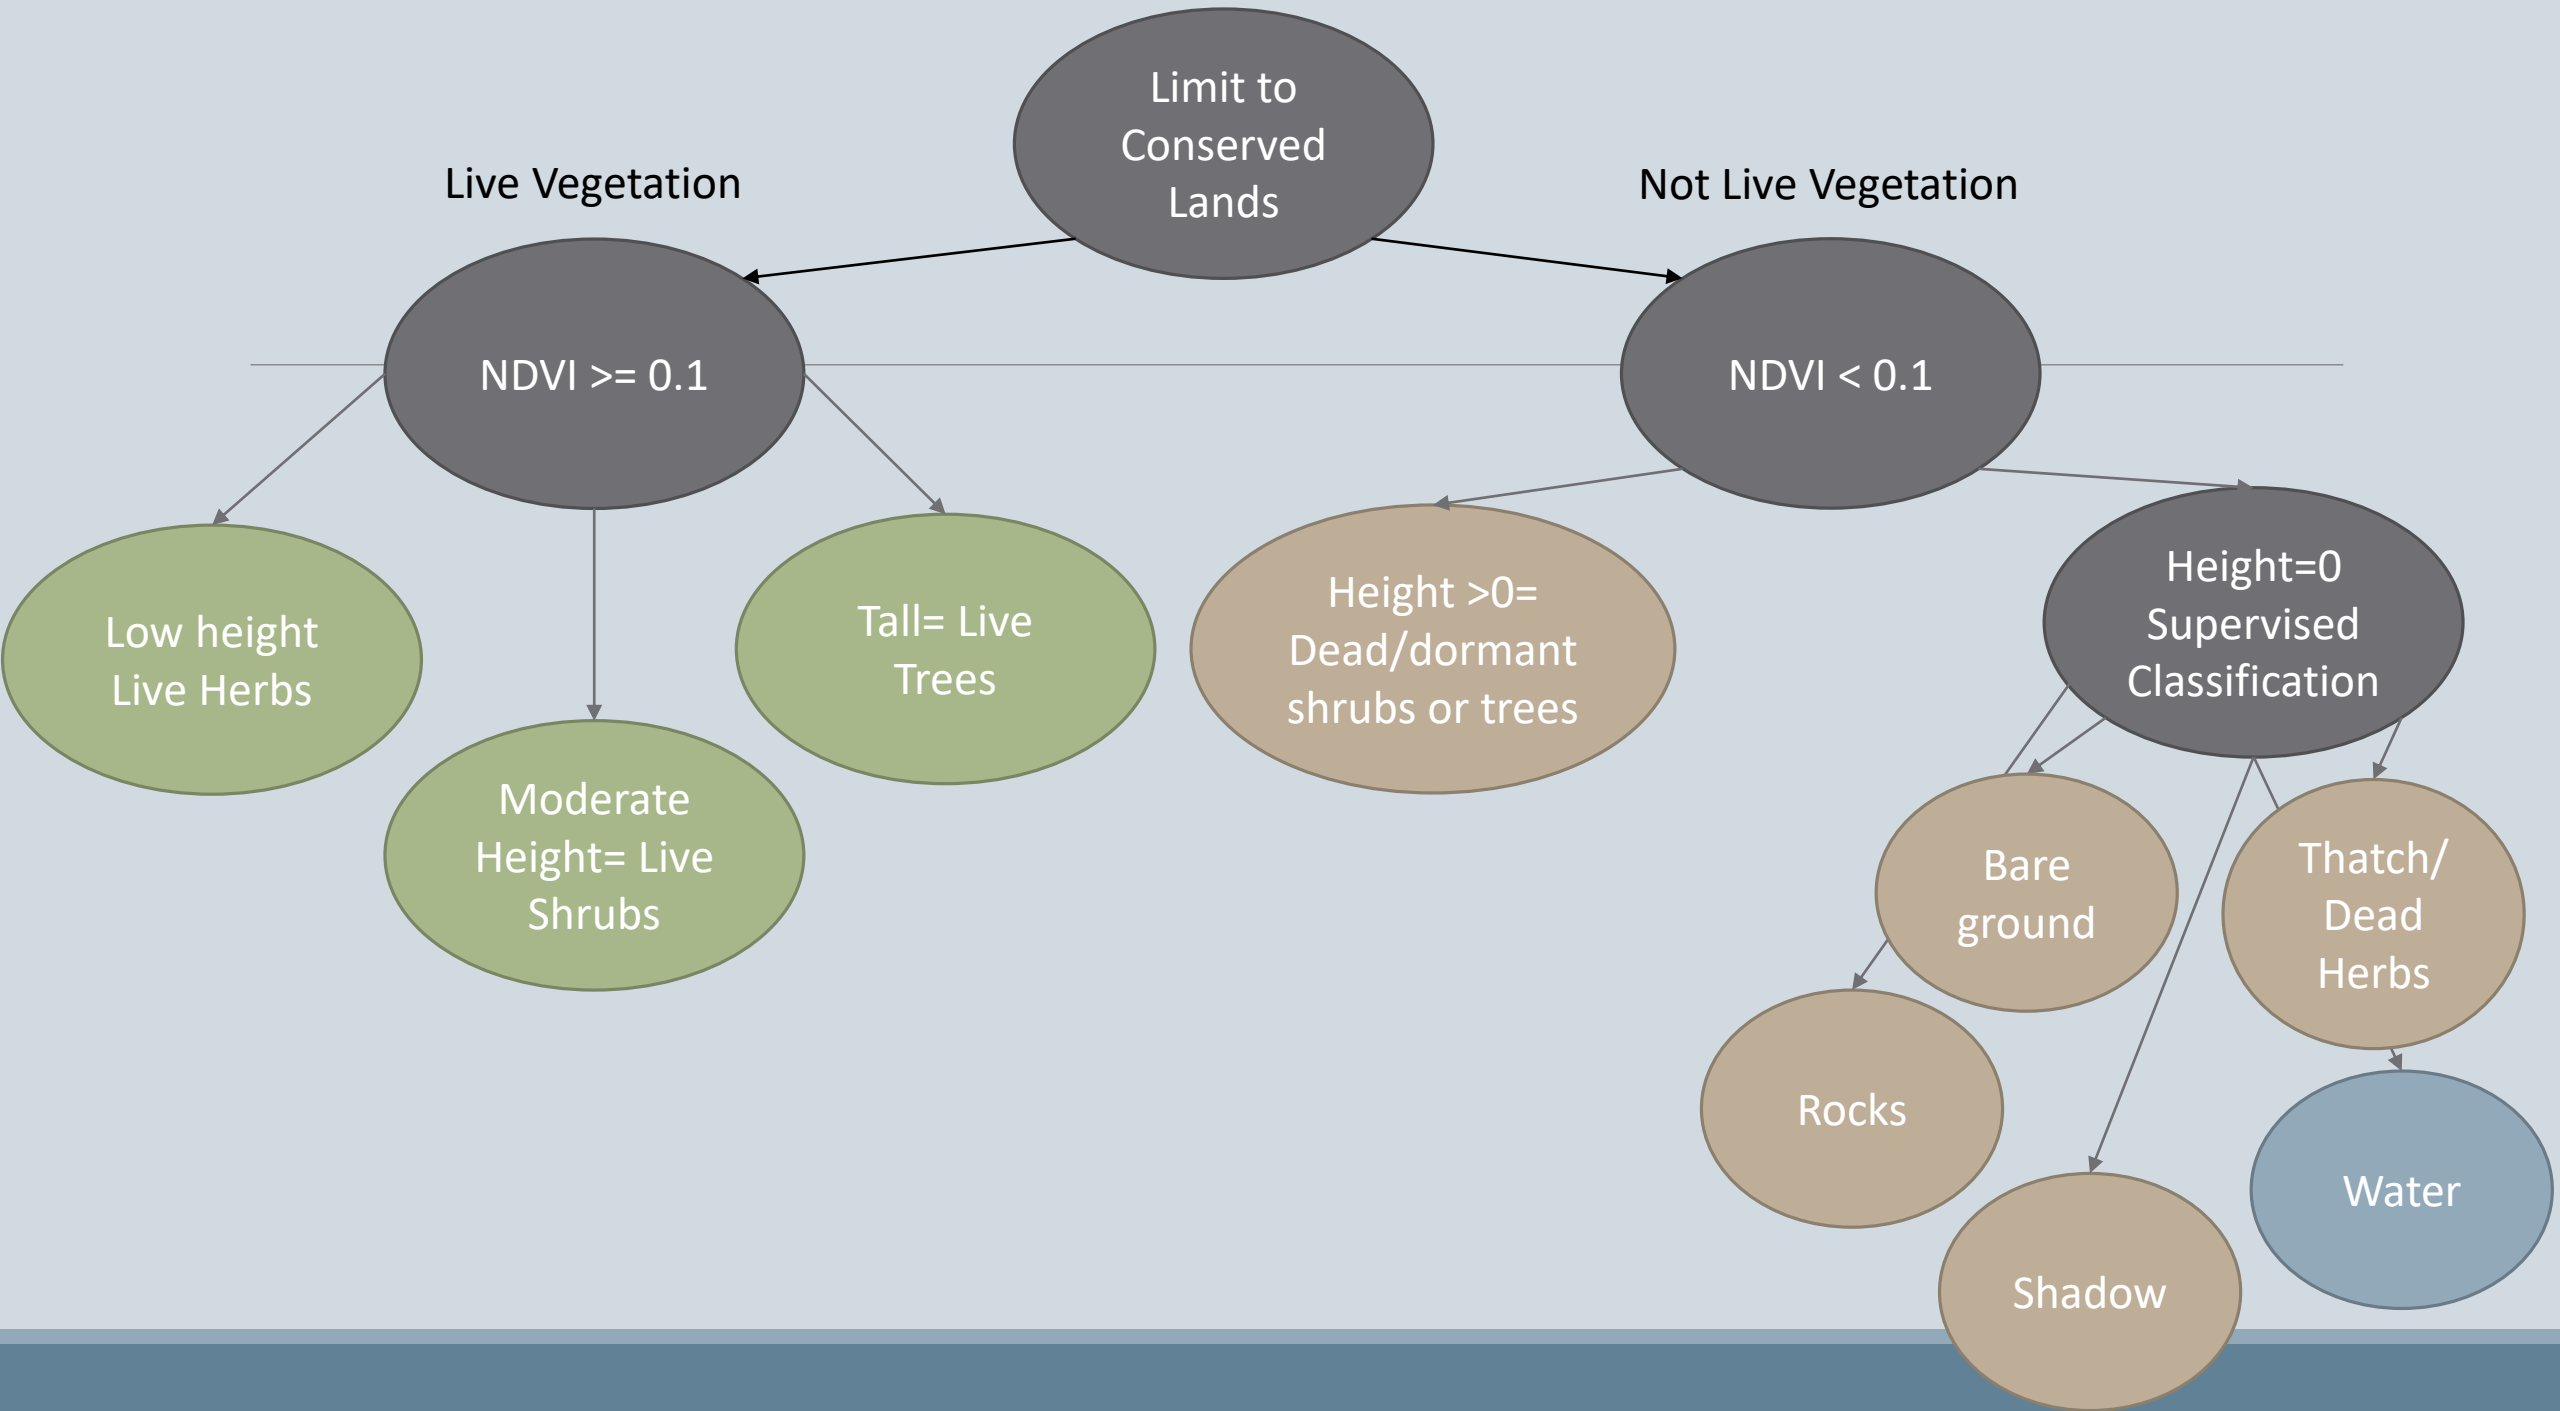 Limit to
Conserved
Lands
Live Vegetation
Not Live Vegetation
NDVI >= 0.1
NDVI < 0.1
Low height
Live Herbs
Moderate
Height= Live
Shrubs
Tall= Live
Trees
Height >0=
Dead/dormant
shrubs or trees
Height=0
Supervised
Classification
Bare
ground
Thatch/
Dead
Herbs
Rocks
Water
Shadow